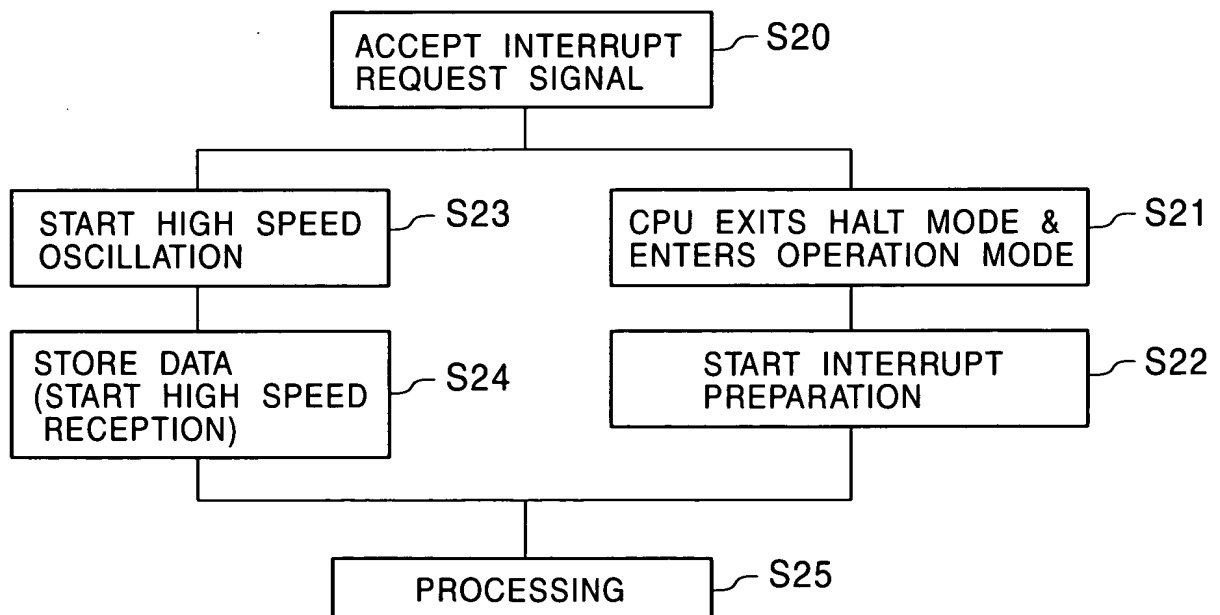 ACCEPT INTERRUPT
REQUEST SIGNAL
S20
START HIGH SPEED
OSCILLATION
S23
CPU EXITS HALT MODE &
ENTERS OPERATION MODE
S21
STORE DATA
(START HIGH SPEED
RECEPTION)
S24
START INTERRUPT
PREPARATION
S22
PROCESSING
S25